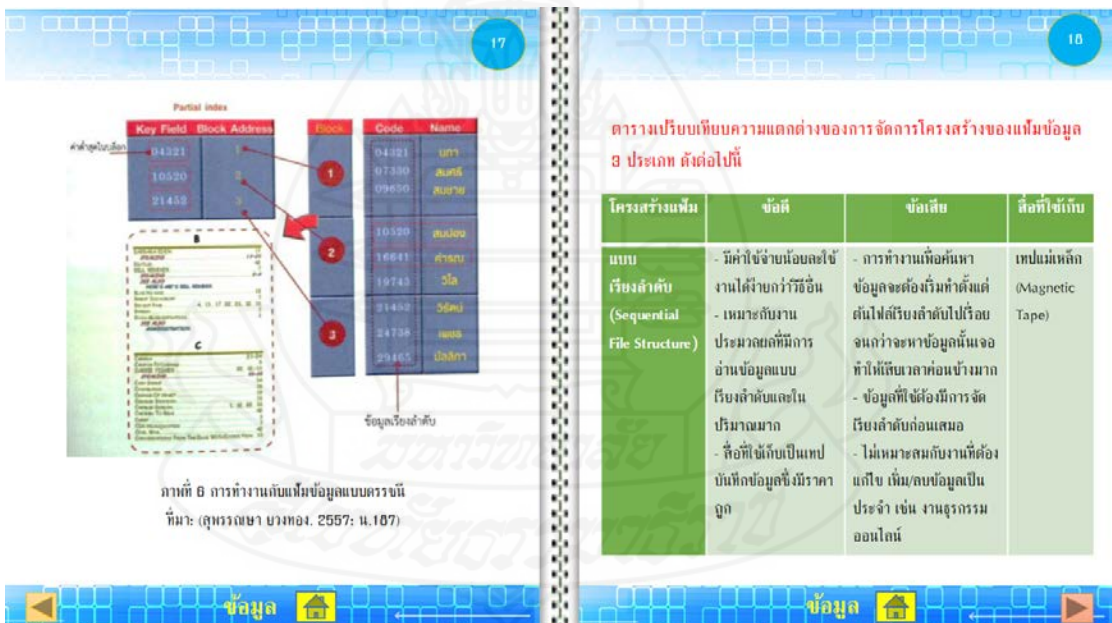 17
Partial index
Key Field Block Address
ค่าต่ำสุดในบล็อก
04321 1
10520 2
21452 3
Block
1
2
3
Code Name
04321 นภา
07330 สมศรี
09650 สมชาย
10520 สมปอง
16641 คำรณ
19743 วิไล
21452 วิรัตน์
24738 เพชร
29465 มัลลิกา
ข้อมูลเรียงลำดับ
B
C
ภาพที่ 6 การทำงานกับแฟ้มข้อมูลแบบดรรชนี
ที่มา: (สุพรรณษา ยวงทอง. 2557: น.187)
ข้อมูล
18
ตารางเปรียบเทียบความแตกต่างของการจัดการโครงสร้างของแฟ้มข้อมูล
3 ประเภท ดังต่อไปนี้
โครงสร้างแฟ้ม
ข้อดี
ข้อเสีย
สื่อที่ใช้เก็บ
แบบ
เรียงลำดับ
(Sequential
File Structure)
- มีค่าใช้จ่ายน้อยละใช้
งานได้ง่ายกว่าวิธีอื่น
- เหมาะกับงาน
ประมวลผลที่มีการ
อ่านข้อมูลแบบ
เรียงลำดับและใน
ปริมาณมาก
- สื่อที่ใช้เก็บเป็นเทป
บันทึกข้อมูลซึ่งมีราคา
ถูก
- การทำงานเพื่อค้นหา
ข้อมูลจะต้องเริ่มทำตั้งแต่
ต้นไฟล์เรียงลำดับไปเรื่อย
จนกว่าจะหาข้อมูลนั้นเจอ
ทำให้เสียเวลาค่อนข้างมาก
- ข้อมูลที่ใช้ต้องมีการจัด
เรียงลำดับก่อนเสมอ
- ไม่เหมาะสมกับงานที่ต้อง
แก้ไข เพิ่ม/ลบข้อมูลเป็น
ประจำ เช่น งานธุรกรรม
ออนไลน์
เทปแม่เหล็ก
(Magnetic
Tape)
ข้อมูล